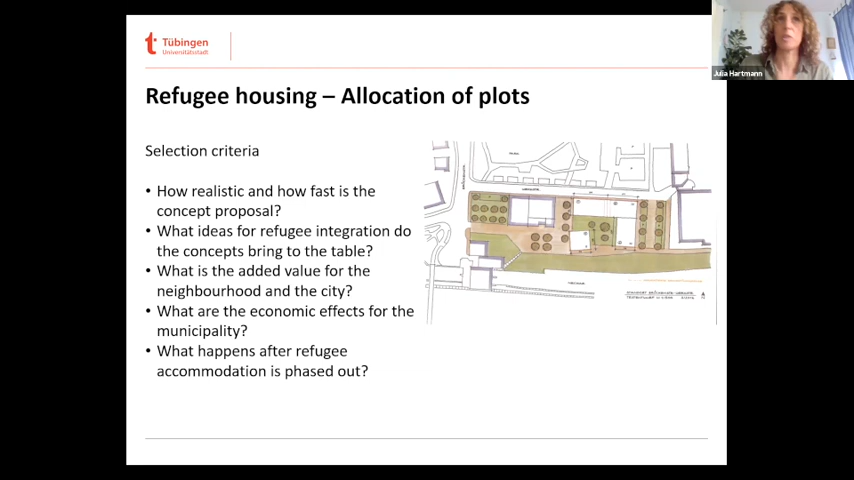 Tübingen
Universitätsstadt
Julia Hartmann
Refugee housing – Allocation of plots
Selection criteria
• How realistic and how fast is the
concept proposal?
• What ideas for refugee integration do
the concepts bring to the table?
• What is the added value for the
neighbourhood and the city?
• What are the economic effects for the
municipality?
• What happens after refugee
accommodation is phased out?